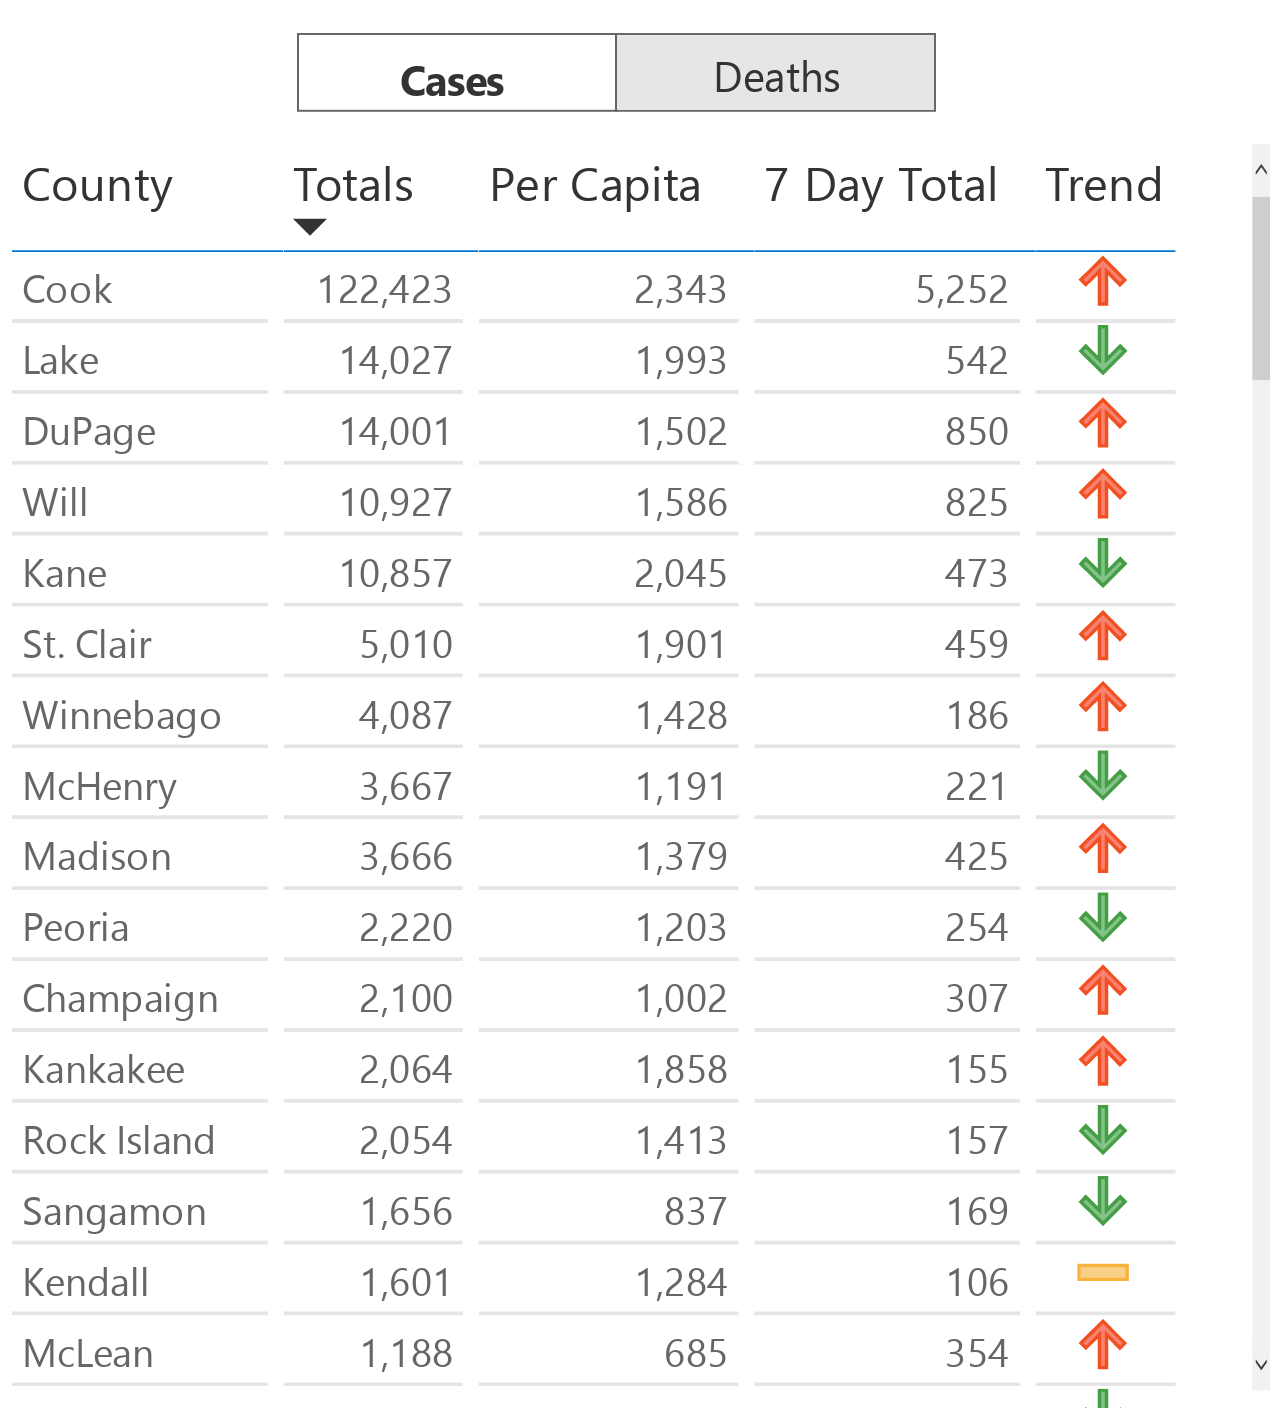 Cases Deaths
County Totals Per Capita 7 Day Total Trend
Cook 122,423 2,343 5,252
Lake 14,027 1,993 542
DuPage 14,001 1,502 850
Will 10,927 1,586 825
Kane 10,857 2,045 473
St. Clair 5,010 1,901 459
Winnebago 4,087 1,428 186
McHenry 3,667 1,191 221
Madison 3,666 1,379 425
Peoria 2,220 1,203 254
Champaign 2,100 1,002 307
Kankakee 2,064 1,858 155
Rock Island 2,054 1,413 157
Sangamon 1,656 837 169
Kendall 1,601 1,284 106
McLean 1,188 685 354